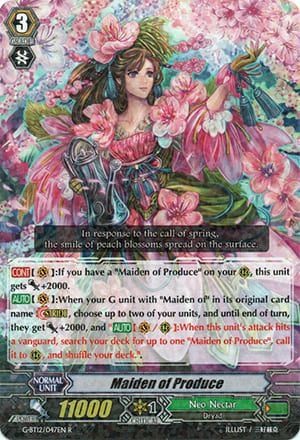 3
In response to the call of spring,
the smile of peach blossoms spread on the surface.
CONT【 】:If you have a "Maiden of Produce" on your , this unit
gets +2000.
AUTO【 】:When your G unit with "Maiden of" in its original card
name STRIDE, choose up to two of your units, and until end of turn,
they get +2000, and "AUTO【 / 】:When this unit's attack hits
a vanguard, search your deck for up to one "Maiden of Produce", call
it to , and shuffle your deck."
NORMAL
UNIT
Maiden of Produce
11000
1
CRITICAL
Neo Nectar
Dryad
G-BT12/047EN R
ILLUST /